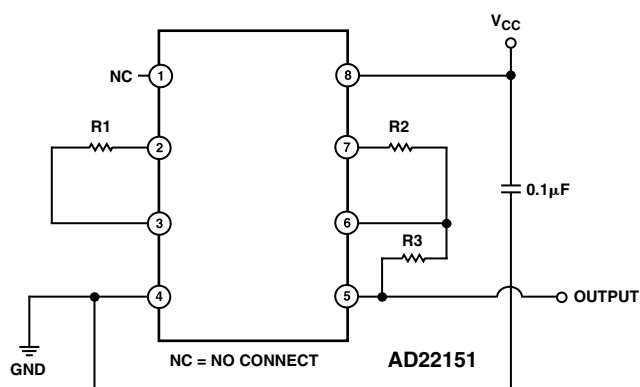 V_CC
NC
1
8
R1
R2
2
7
0.1μF
3
6
R3
4
5
OUTPUT
GND
NC = NO CONNECT
AD22151